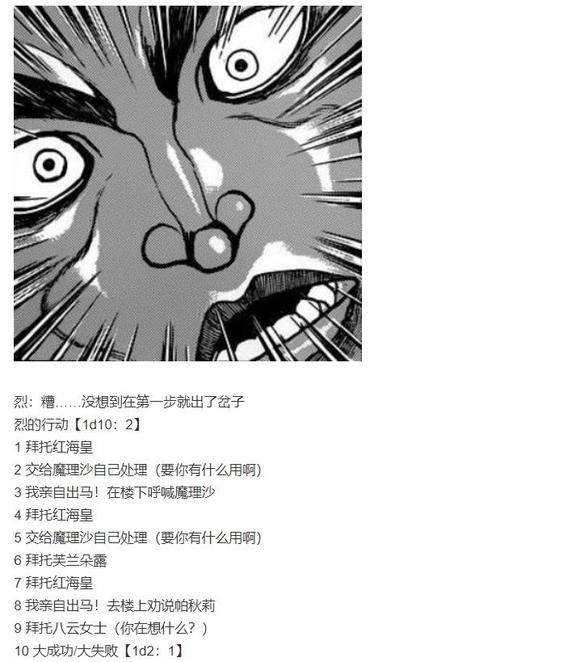 烈：糟……没想到在第一步就出了岔子
烈的行动【1d10：2】
1 拜托红海皇
2 交给魔理沙自己处理（要你有什么用啊）
3 我亲自出马！在楼下呼喊魔理沙
4 拜托红海皇
5 交给魔理沙自己处理（要你有什么用啊）
6 拜托芙兰朵露
7 拜托红海皇
8 我亲自出马！去楼上劝说帕秋莉
9 拜托八云女士（你在想什么？）
10 大成功/大失败【1d2：1】